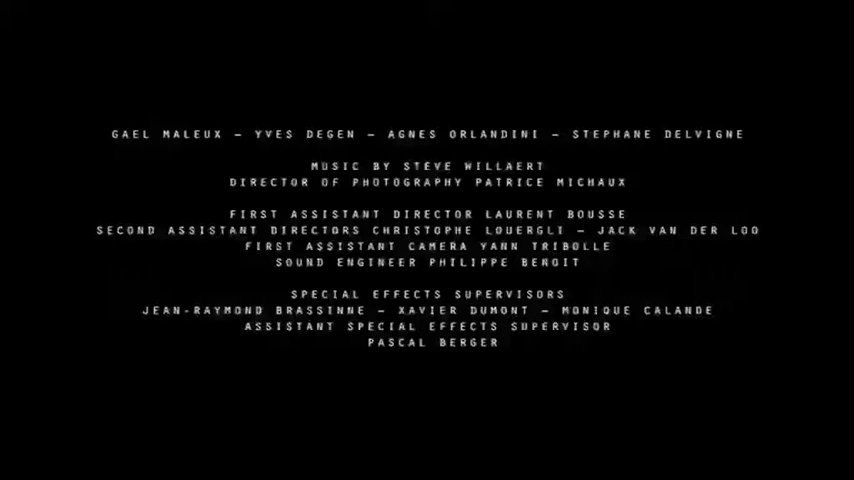 GAEL MALEUX – YVES DEGEN – AGNES ORLANDINI – STEPHANE DELVIGNE
MUSIC BY STEVE WILLAERT
DIRECTOR OF PHOTOGRAPHY PATRICE MICHAUX
FIRST ASSISTANT DIRECTOR LAURENT BOUSSE
SECOND ASSISTANT DIRECTORS CHRISTOPHE LOUERGLI – JACK VAN DER LOO
FIRST ASSISTANT CAMERA YANN TRIBOLLE
SOUND ENGINEER PHILIPPE BENOIT
SPECIAL EFFECTS SUPERVISORS
JEAN-RAYMOND BRASSINNE – XAVIER DUMONT – MONIQUE CALANDE
ASSISTANT SPECIAL EFFECTS SUPERVISOR
PASCAL BERGER